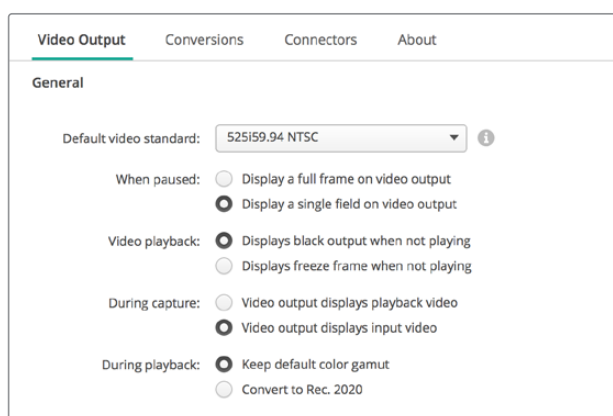 Video Output Conversions Connectors About
General
Default video standard: 525i59.94 NTSC
When paused: Display a full frame on video output
Display a single field on video output
Video playback: Displays black output when not playing
Displays freeze frame when not playing
During capture: Video output displays playback video
Video output displays input video
During playback: Keep default color gamut
Convert to Rec. 2020